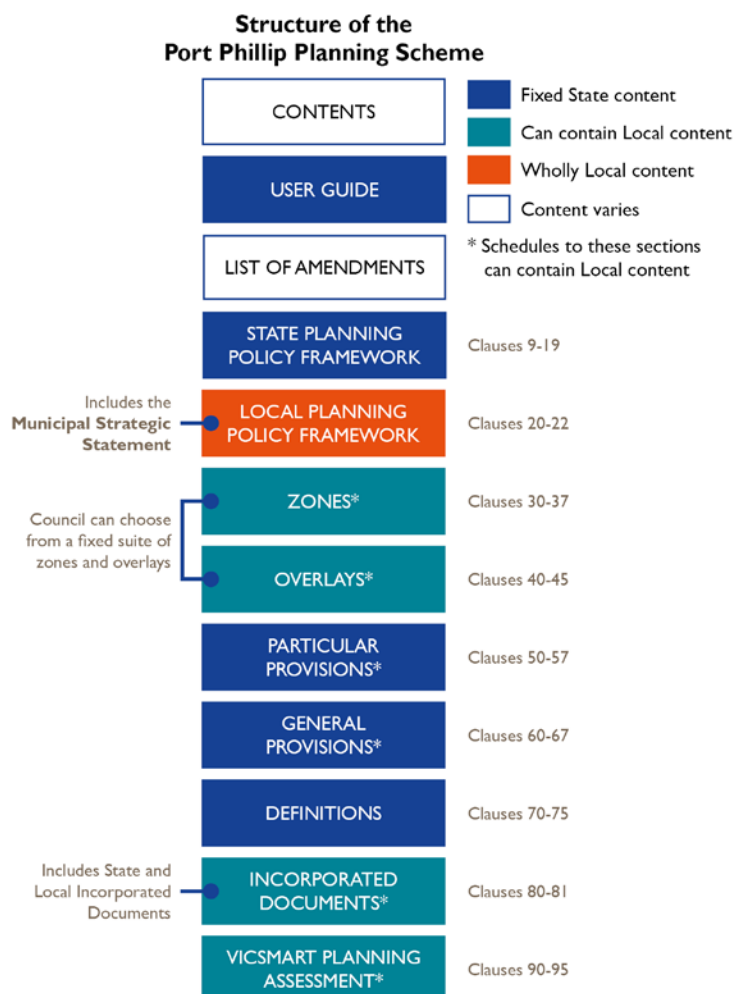 Structure of the
Port Phillip Planning Scheme
CONTENTS
USER GUIDE
LIST OF AMENDMENTS
Fixed State content
Can contain Local content
Wholly Local content
Content varies
* Schedules to these sections
can contain Local content
STATE PLANNING
POLICY FRAMEWORK
Clauses 9-19
Includes the
Municipal Strategic
Statement
LOCAL PLANNING
POLICY FRAMEWORK
Clauses 20-22
Council can choose
from a fixed suite of
zones and overlays
ZONES*
Clauses 30-37
OVERLAYS*
Clauses 40-45
PARTICULAR
PROVISIONS*
Clauses 50-57
GENERAL
PROVISIONS*
Clauses 60-67
DEFINITIONS
Clauses 70-75
Includes State and
Local Incorporated
Documents
INCORPORATED
DOCUMENTS*
Clauses 80-81
VICSMART PLANNING
ASSESSMENT*
Clauses 90-95